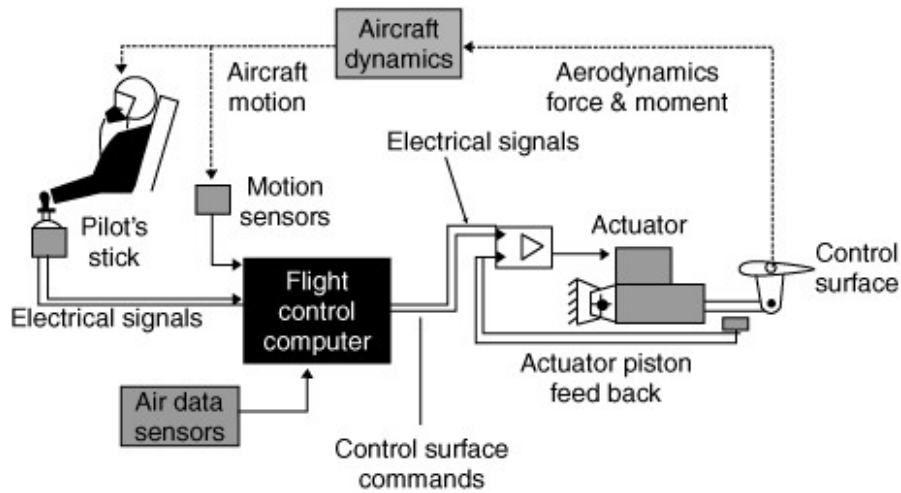 Aircraft
dynamics
Aircraft
motion
Aerodynamics
force & moment
Electrical signals
Motion
sensors
Actuator
Pilot's
stick
Control
surface
Flight
control
computer
Electrical signals
Actuator piston
feed back
Air data
sensors
Control surface
commands